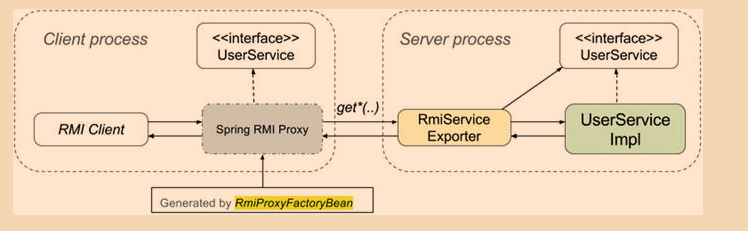 Client process
<<interface>>
UserService
Server process
<<interface>>
UserService
RMI Client
Spring RMI Proxy
get*(..)
RmiService
Exporter
UserService
Impl
Generated by RmiProxyFactoryBean